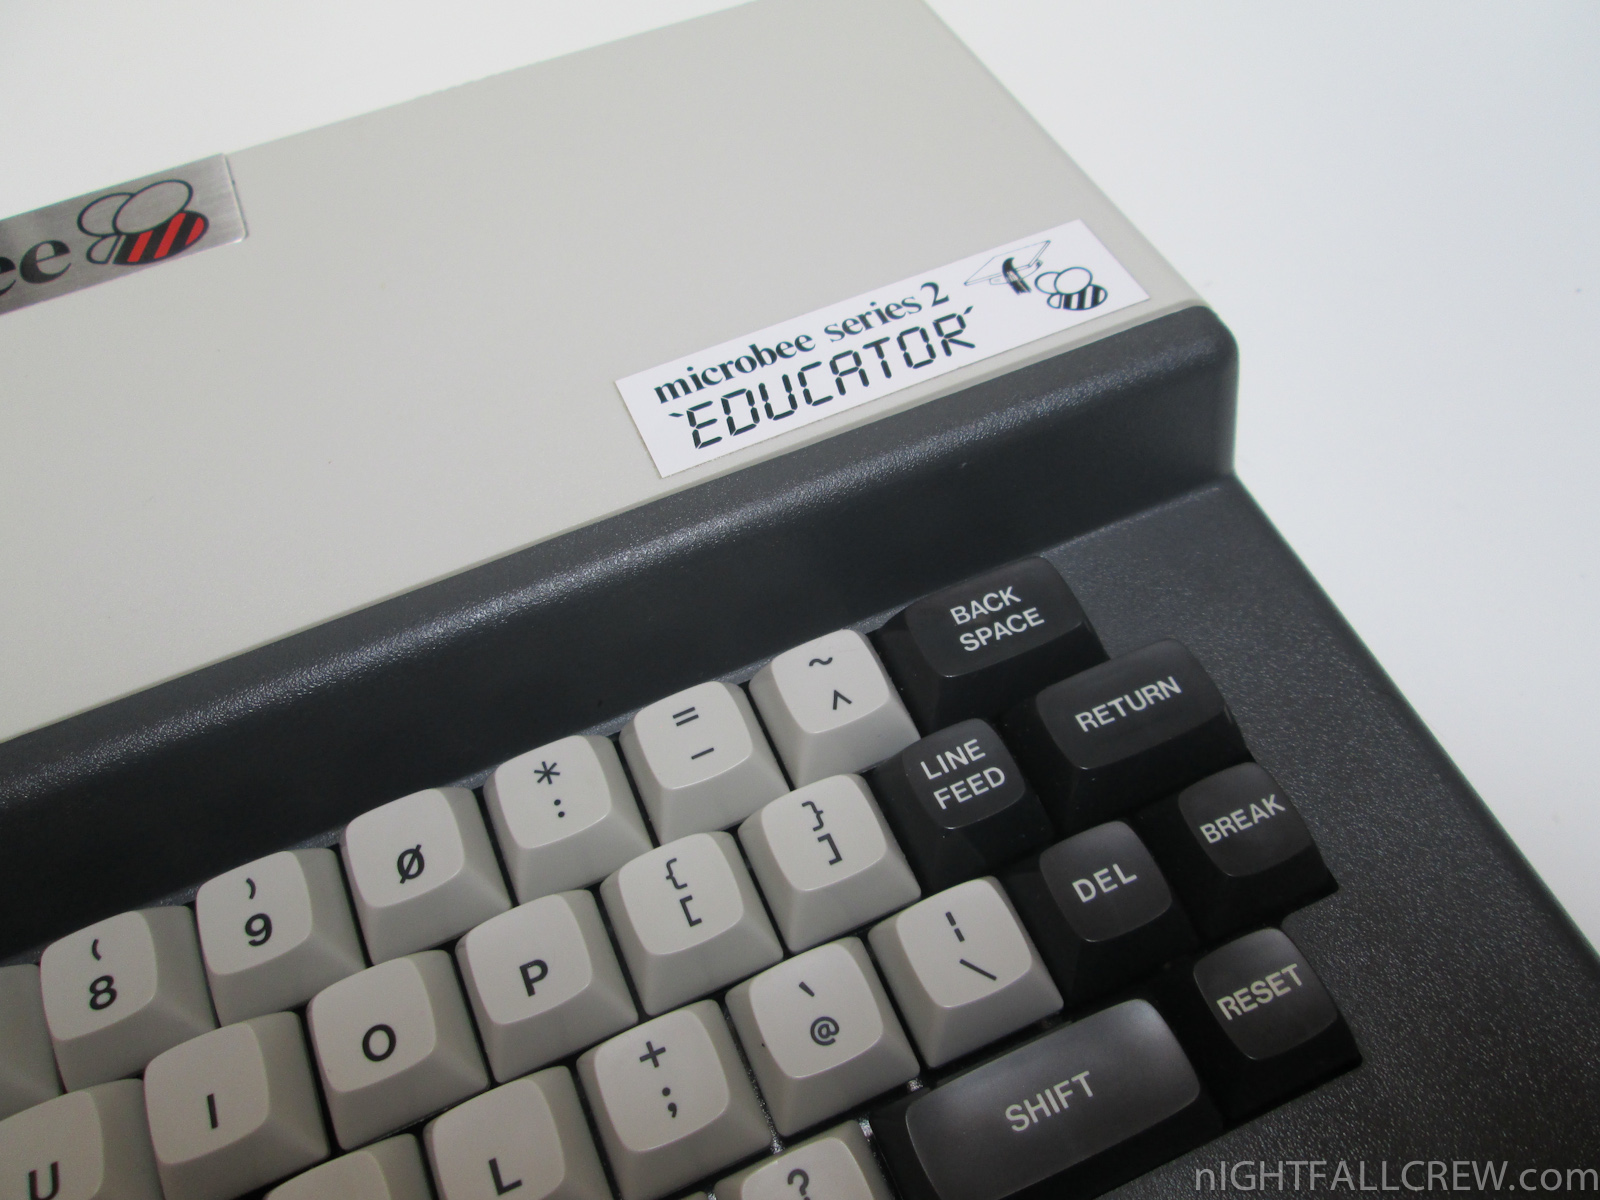 ee
microbee series 2
`EDUCATOR´
BACK
SPACE
~
^
RETURN
=
-
LINE
FEED
*
:
BREAK
}
]
Ø
DEL
{
[
)
9
¦
\
P
(
8
RESET
`
@
O
SHIFT
+
;
I
L
U
?
nIGHTFALLCREW.com